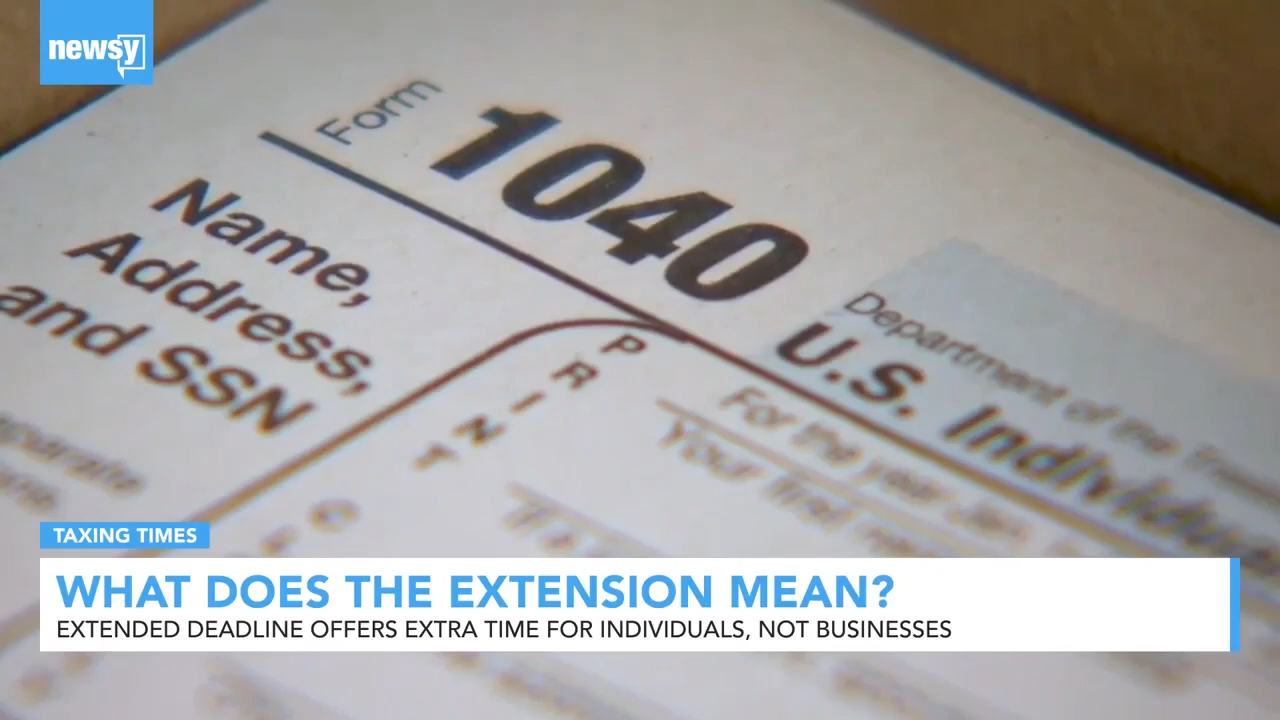 newsy
Form
1040
Name,
Address,
and SSN
Department of the
U.S. Individual
For the year Jan.
Your first
P
R
I
N
T
TAXING TIMES
WHAT DOES THE EXTENSION MEAN?
EXTENDED DEADLINE OFFERS EXTRA TIME FOR INDIVIDUALS, NOT BUSINESSES